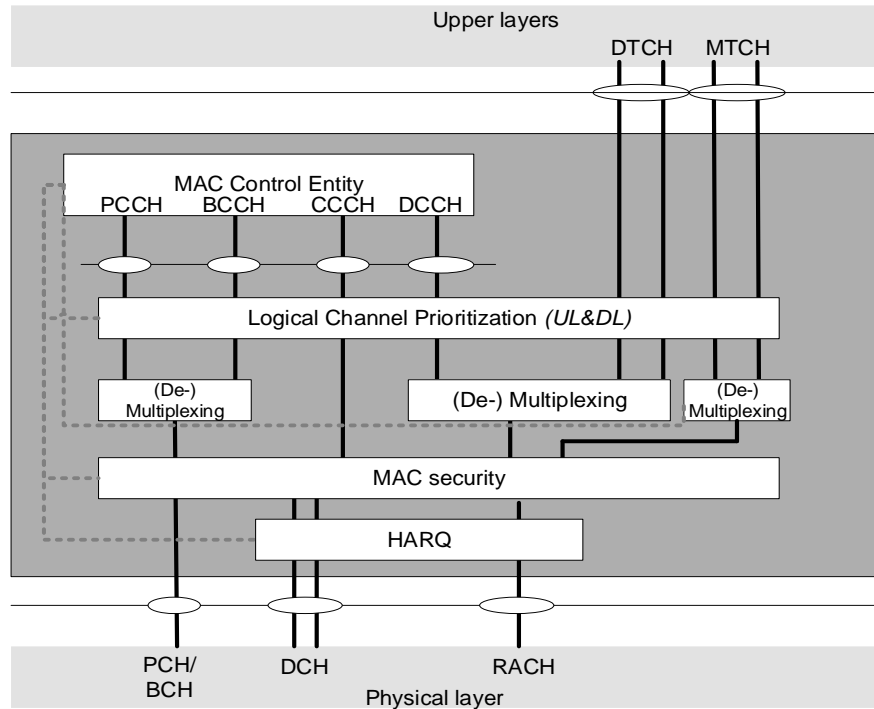 Upper layers
DTCH MTCH
MAC Control Entity
PCCH BCCH CCCH DCCH
Logical Channel Prioritization (UL&DL)
(De-)
Multiplexing
(De-) Multiplexing
(De-)
Multiplexing
MAC security
HARQ
PCH/
BCH
DCH
RACH
Physical layer